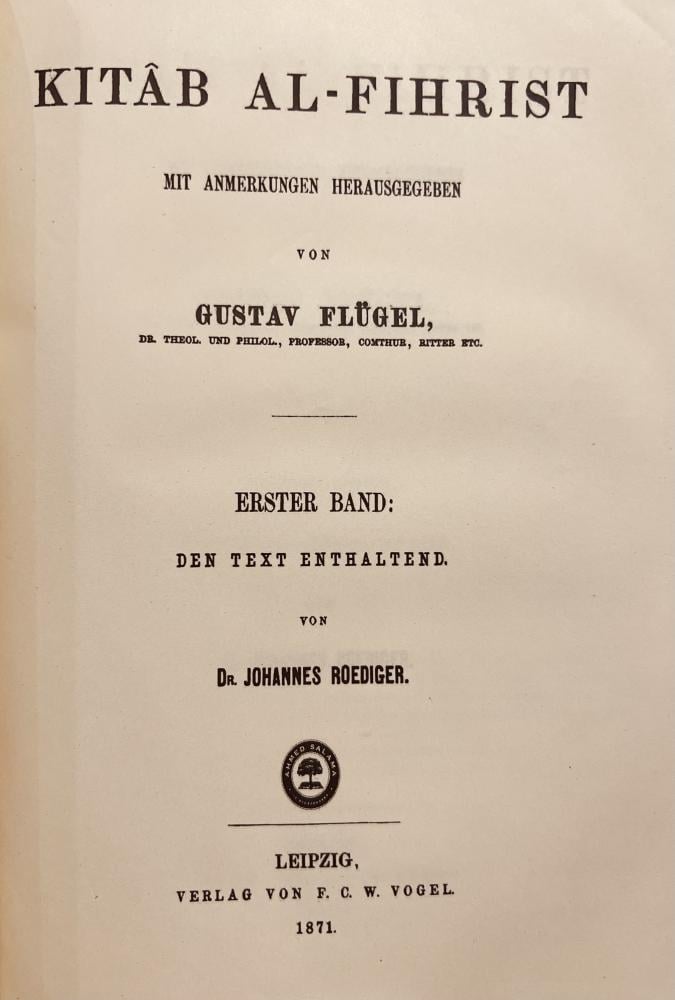 KITÂB AL-FIHRIST
MIT ANMERKUNGEN HERAUSGEGEBEN
VON
GUSTAV FLÜGEL,
DR. THEOL. UND PHILOL., PROFESSOR, COMTHUR, RITTER ETC.
ERSTER BAND:
DEN TEXT ENTHALTEND.
VON
DR. JOHANNES ROEDIGER.
AHMED SALAMA
LEIPZIG,
VERLAG VON F. C. W. VOGEL.
1871.